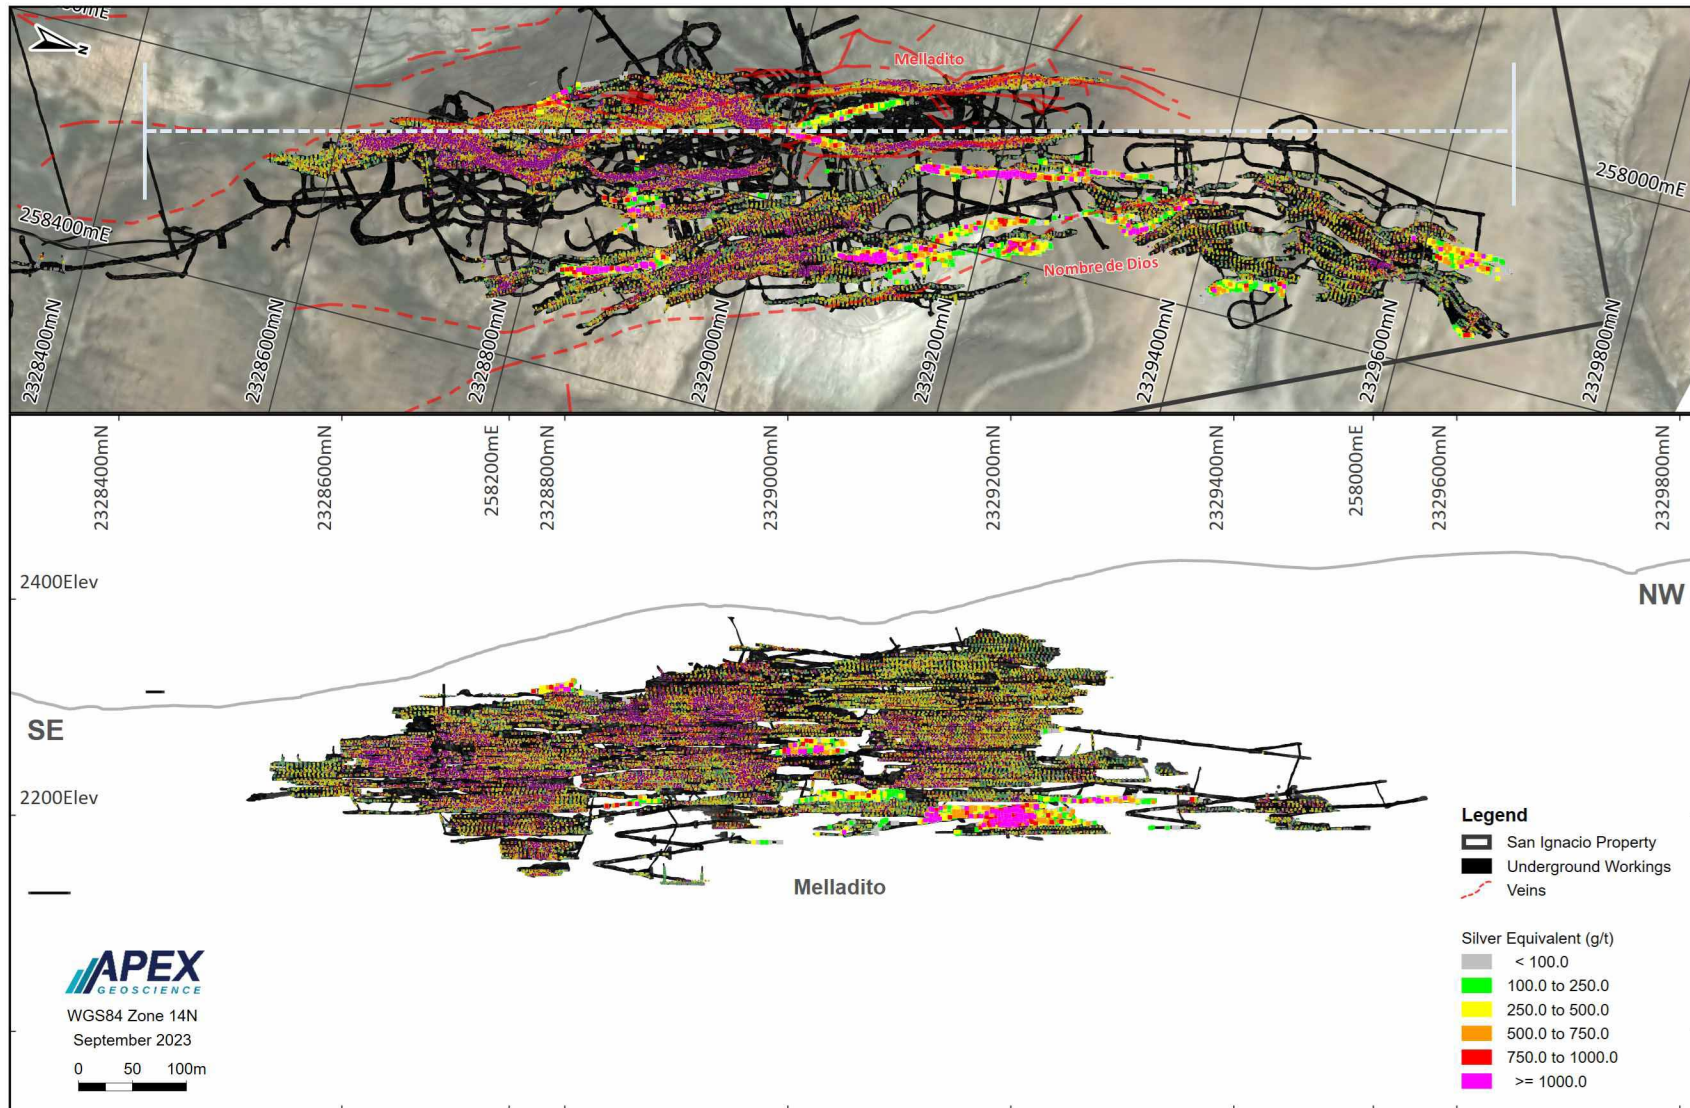 N
Melladito
258000mE
258400mE
Nombre de Dios
2328400mN
2328600mN
2328800mN
2329000mN
2329200mN
2329400mN
2329600mN
2329800mN
2328400mN
2328600mN
258200mE
2328800mN
2329000mN
2329200mN
2329400mN
258000mE
2329600mN
2329800mN
2400Elev
NW
SE
2200Elev
Melladito
Legend
San Ignacio Property
Underground Workings
Veins
Silver Equivalent (g/t)
< 100.0
100.0 to 250.0
250.0 to 500.0
500.0 to 750.0
750.0 to 1000.0
>= 1000.0
APEX
GEOSCIENCE
WGS84 Zone 14N
September 2023
0 50 100m